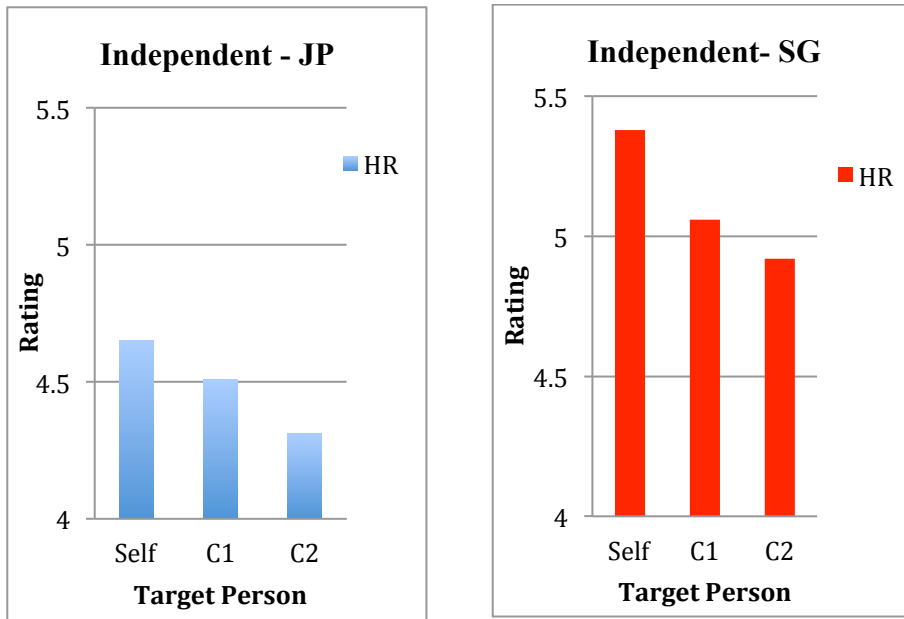 Independent - JP
5.5
5
4.5
4
Rating
HR
Self C1 C2
Target Person
Independent- SG
5.5
5
4.5
4
Rating
HR
Self C1 C2
Target Person